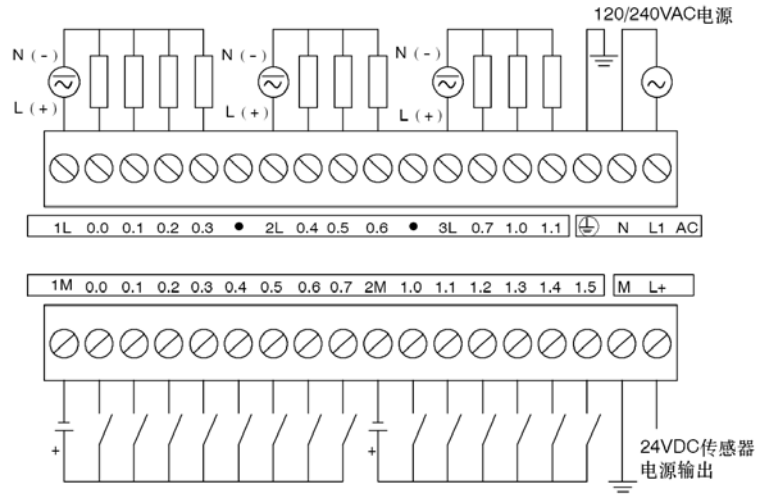 120/240VAC电源
N (-) N (-) N (-)
L (+) L (+) L (+)
1L 0.0 0.1 0.2 0.3 ● 2L 0.4 0.5 0.6 ● 3L 0.7 1.0 1.1 N L1 AC
1M 0.0 0.1 0.2 0.3 0.4 0.5 0.6 0.7 2M 1.0 1.1 1.2 1.3 1.4 1.5 M L+
+ +
24VDC传感器
电源输出